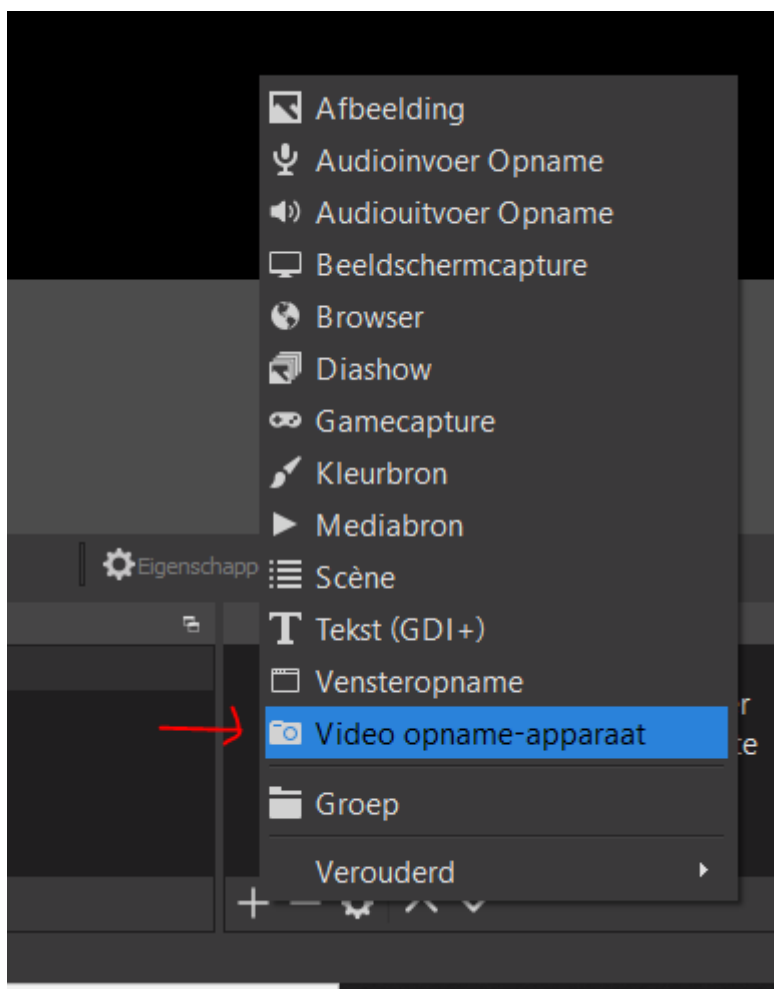 Afbeelding
Audioinvoer Opname
Audiouitvoer Opname
Beeldschermcapture
Browser
Diashow
Gamecapture
Kleurbron
Mediabron
Eigenschapp
Scène
Tekst (GDI+)
Vensteropname
Video opname-apparaat
Groep
Verouderd